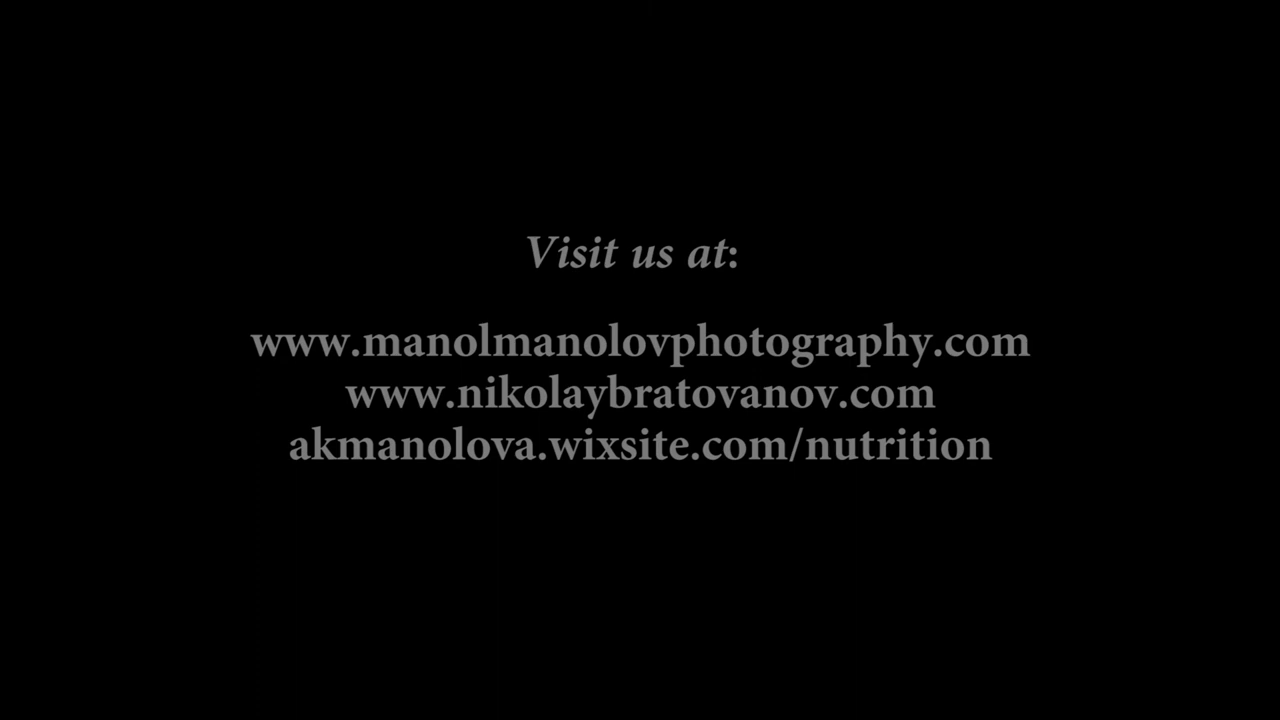 Visit us at:
www.manolmanolovphotography.com
www.nikolaybratovanov.com
akmanolova.wixsite.com/nutrition